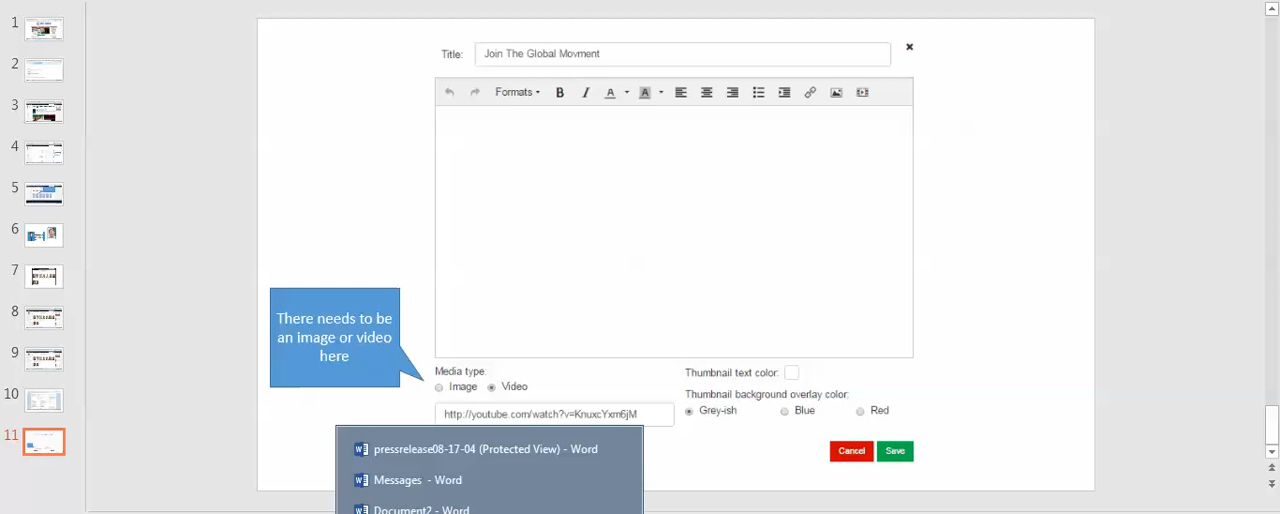 1
2
3
4
5
6
7
8
9
10
11
Title: Join The Global Movment
Formats B I A A
There needs to be
an image or video
here
Media type:
Image Video
http://youtube.com/watch?v=KnuxcYxm6jM
Thumbnail text color:
Thumbnail background overlay color:
Grey-ish Blue Red
Cancel Save
pressrelease08-17-04 (Protected View) - Word
Messages - Word
Document2 - Word